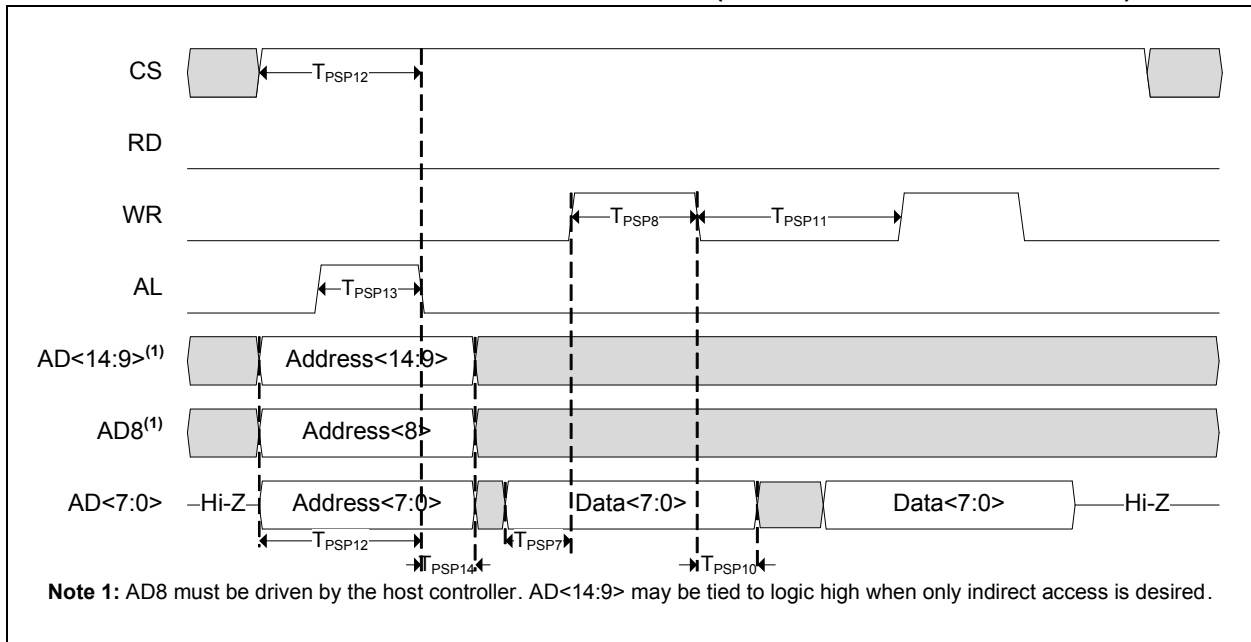 CS
T_PSP12
RD
WR
T_PSP8
T_PSP11
AL
T_PSP13
AD<14:9>(1)
Address<14:9>
AD8(1)
Address<8>
AD<7:0>
Hi-Z
Address<7:0>
Data<7:0>
Data<7:0>
Hi-Z
T_PSP12
T_PSP7
T_PSP14
T_PSP10
Note 1: AD8 must be driven by the host controller. AD<14:9> may be tied to logic high when only indirect access is desired.